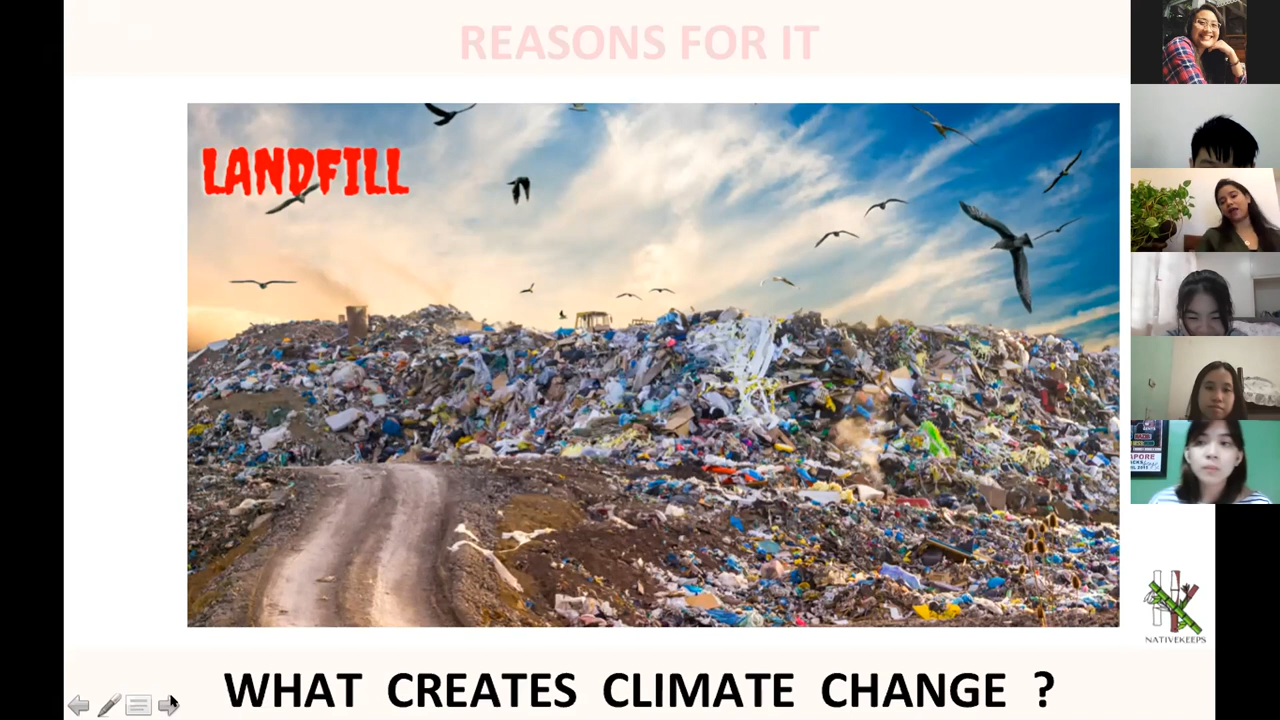 REASONS FOR IT
LANDFILL
WHAT CREATES CLIMATE CHANGE ?
NATIVEKEEPS